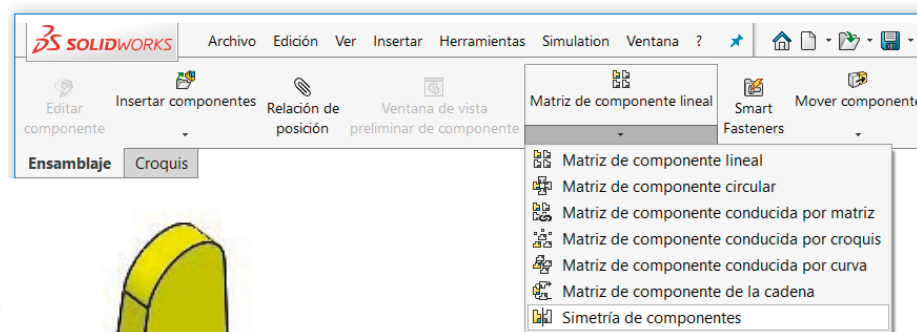 SOLIDWORKS Archivo Edición Ver Insertar Herramientas Simulation Ventana ?
Editar componente
Insertar componentes
Relación de posición
Ventana de vista preliminar de componente
Matriz de componente lineal
Smart Fasteners
Mover componente
Ensamblaje Croquis
Matriz de componente lineal
Matriz de componente circular
Matriz de componente conducida por matriz
Matriz de componente conducida por croquis
Matriz de componente conducida por curva
Matriz de componente de la cadena
Simetría de componentes